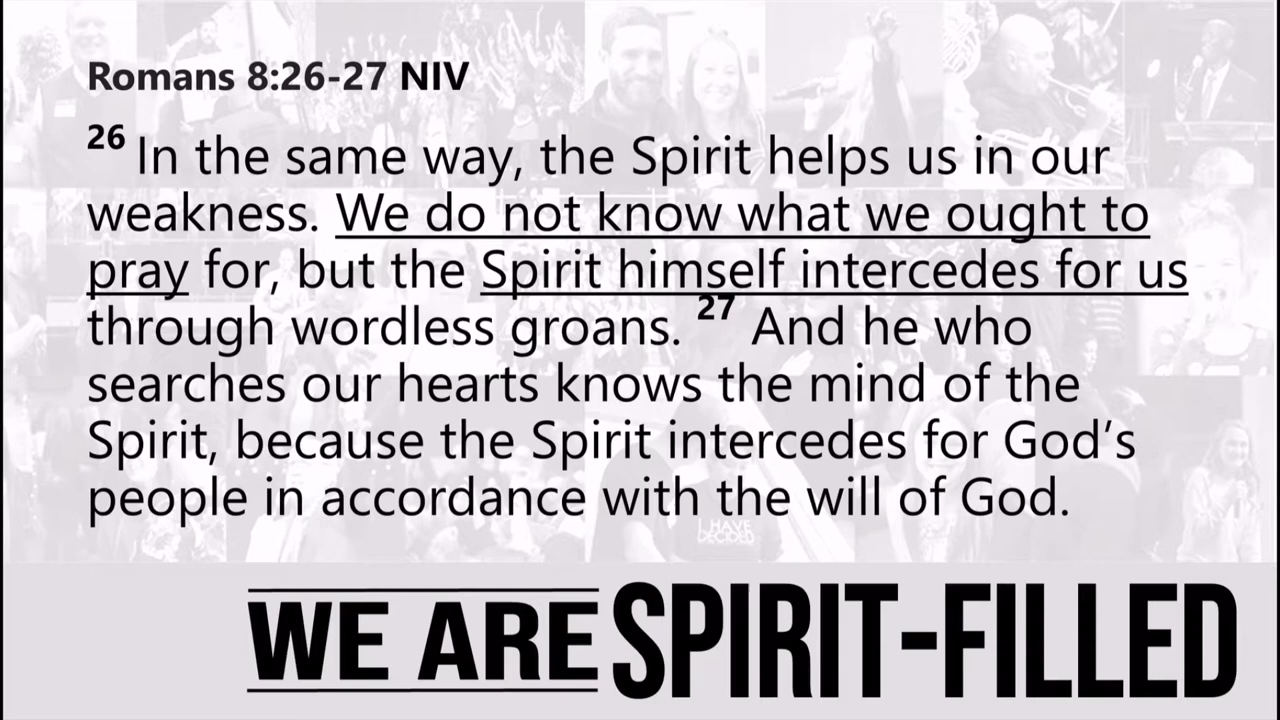 Romans 8:26-27 NIV
26 In the same way, the Spirit helps us in our
weakness. We do not know what we ought to
pray for, but the Spirit himself intercedes for us
through wordless groans. 27 And he who
searches our hearts knows the mind of the
Spirit, because the Spirit intercedes for God’s
people in accordance with the will of God.
I HAVE
DECIDED
WE ARE SPIRIT-FILLED